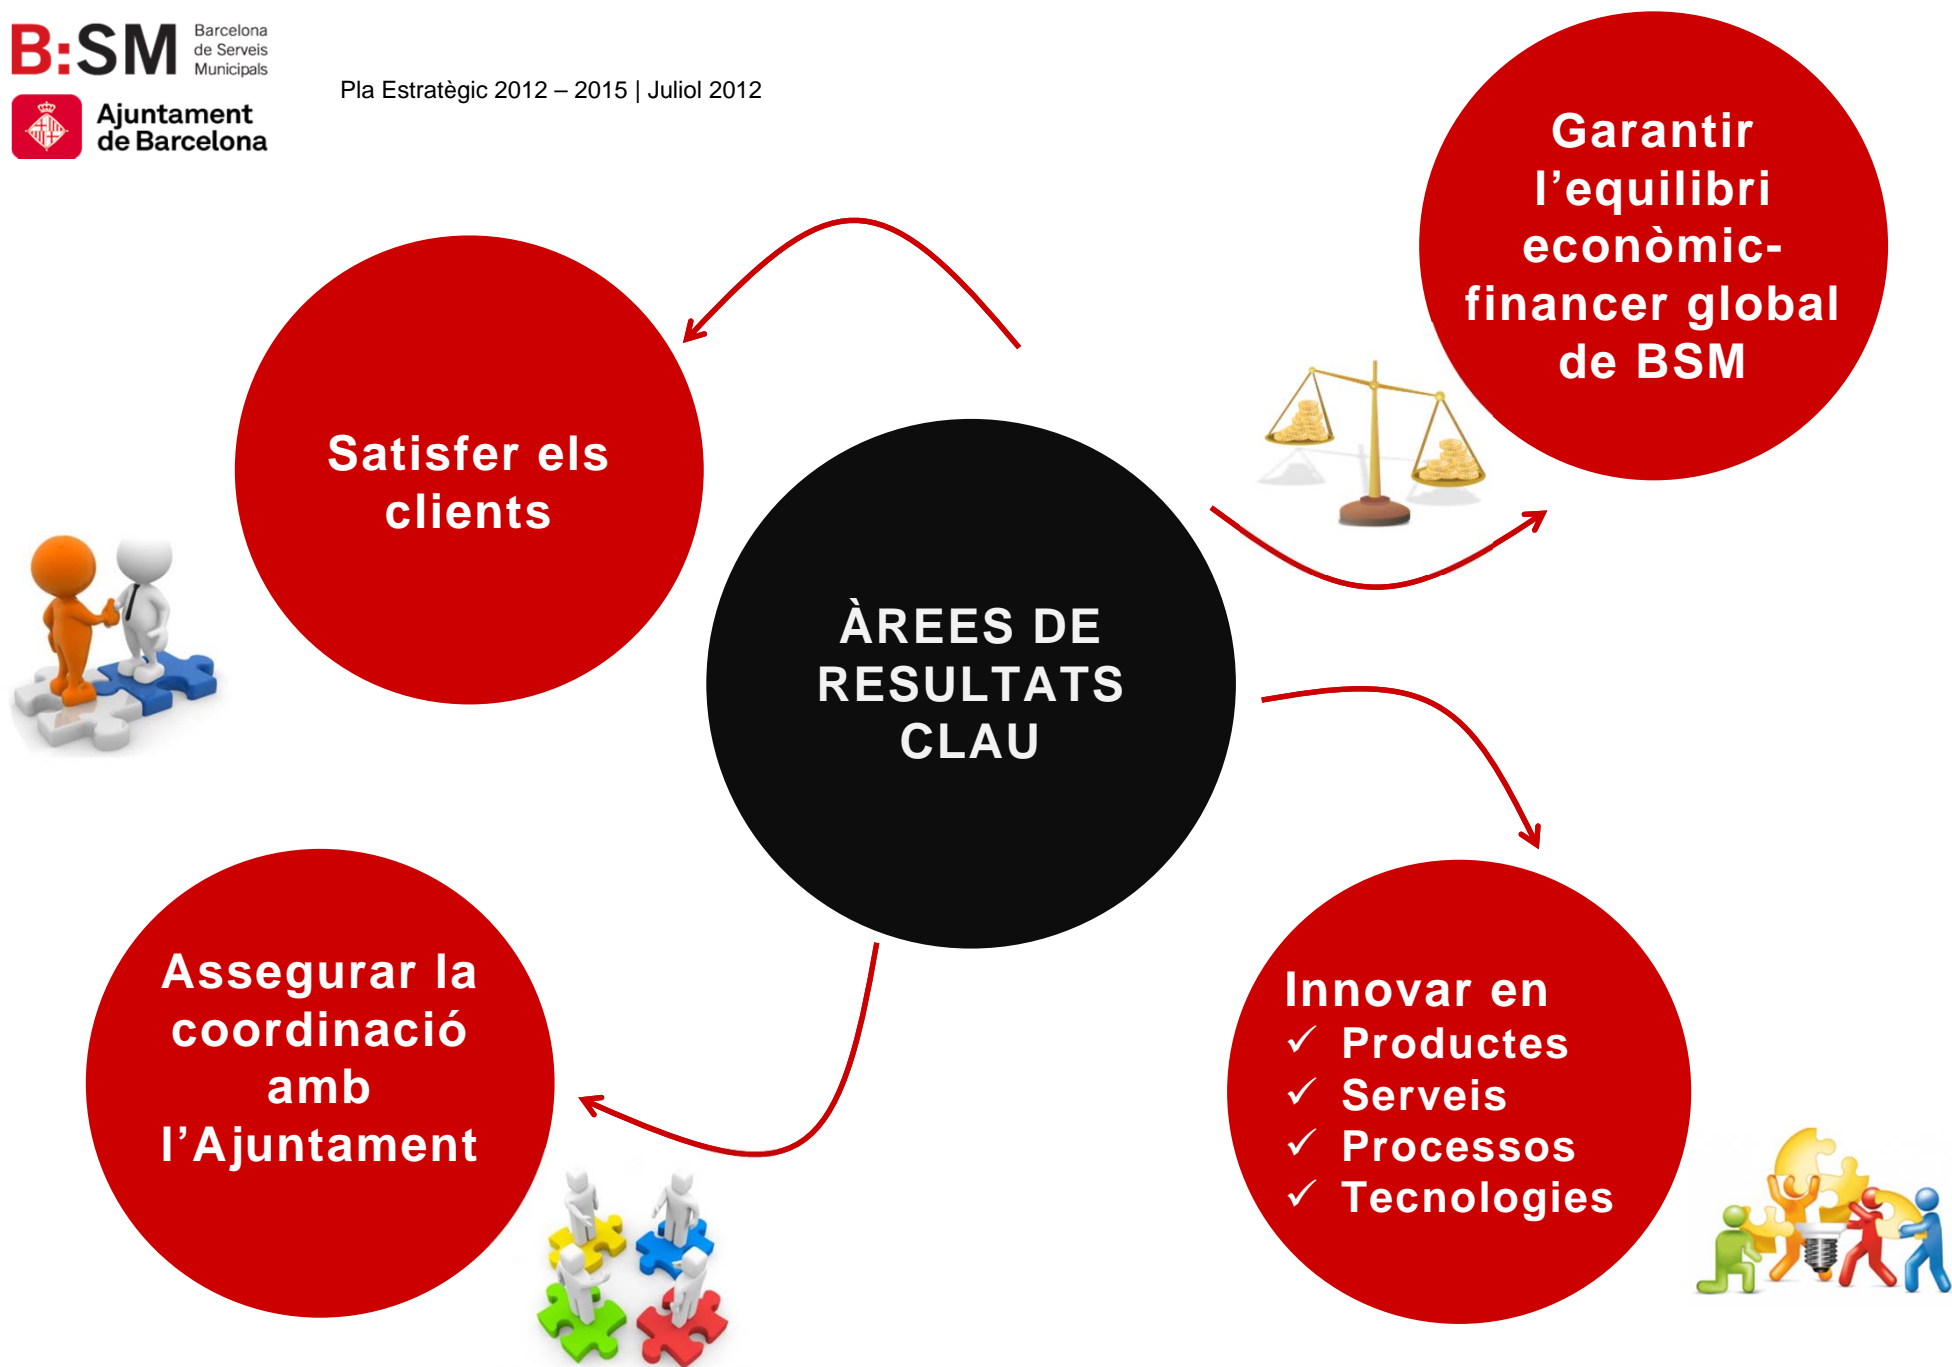 B:SM
Barcelona
de Serveis
Municipals
Ajuntament
de Barcelona
Pla Estratègic 2012 – 2015 | Juliol 2012
Garantir
l’equilibri
econòmic-
financer global
de BSM
Satisfer els
clients
ÀREES DE
RESULTATS
CLAU
Assegurar la
coordinació
amb
l’Ajuntament
Innovar en
✓ Productes
✓ Serveis
✓ Processos
✓ Tecnologies